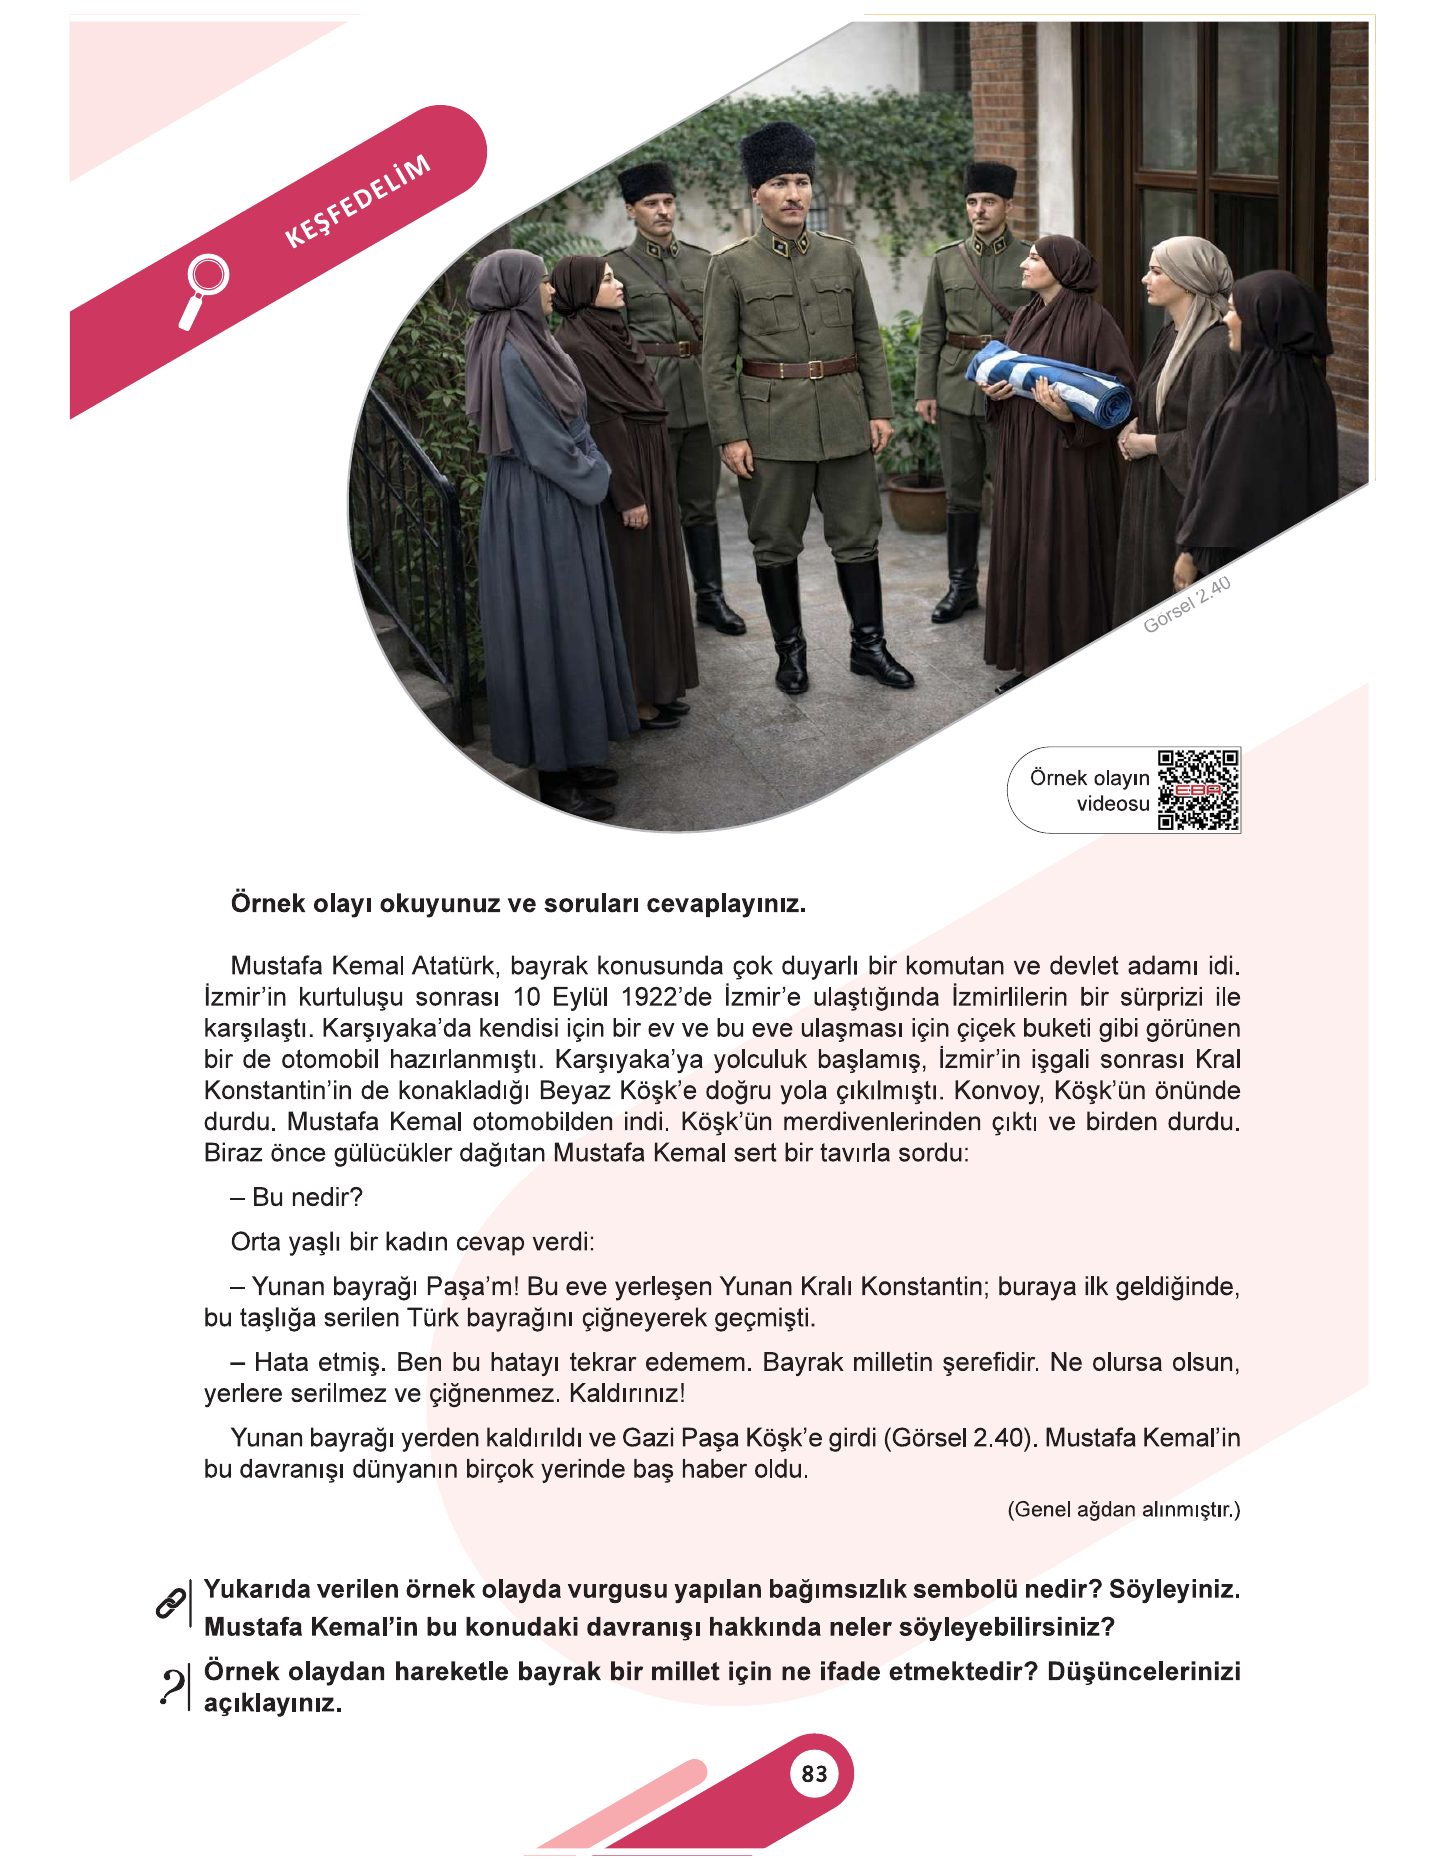 KEŞFEDELİM
Görsel 2.40
Örnek olayın
videosu
EBA
Örnek olayı okuyunuz ve soruları cevaplayınız.
Mustafa Kemal Atatürk, bayrak konusunda çok duyarlı bir komutan ve devlet adamı idi.
İzmir’in kurtuluşu sonrası 10 Eylül 1922’de İzmir’e ulaştığında İzmirlilerin bir sürprizi ile
karşılaştı. Karşıyaka’da kendisi için bir ev ve bu eve ulaşması için çiçek buketi gibi görünen
bir de otomobil hazırlanmıştı. Karşıyaka’ya yolculuk başlamış, İzmir’in işgali sonrası Kral
Konstantin’in de konakladığı Beyaz Köşk’e doğru yola çıkılmıştı. Konvoy, Köşk’ün önünde
durdu. Mustafa Kemal otomobilden indi. Köşk’ün merdivenlerinden çıktı ve birden durdu.
Biraz önce gülücükler dağıtan Mustafa Kemal sert bir tavırla sordu:
– Bu nedir?
Orta yaşlı bir kadın cevap verdi:
– Yunan bayrağı Paşa’m! Bu eve yerleşen Yunan Kralı Konstantin; buraya ilk geldiğinde,
bu taşlığa serilen Türk bayrağını çiğneyerek geçmişti.
– Hata etmiş. Ben bu hatayı tekrar edemem. Bayrak milletin şerefidir. Ne olursa olsun,
yerlere serilmez ve çiğnenmez. Kaldırınız!
Yunan bayrağı yerden kaldırıldı ve Gazi Paşa Köşk’e girdi (Görsel 2.40). Mustafa Kemal’in
bu davranışı dünyanın birçok yerinde baş haber oldu.
(Genel ağdan alınmıştır.)
Yukarıda verilen örnek olayda vurgusu yapılan bağımsızlık sembolü nedir? Söyleyiniz.
Mustafa Kemal’in bu konudaki davranışı hakkında neler söyleyebilirsiniz?
Örnek olaydan hareketle bayrak bir millet için ne ifade etmektedir? Düşüncelerinizi
açıklayınız.
83